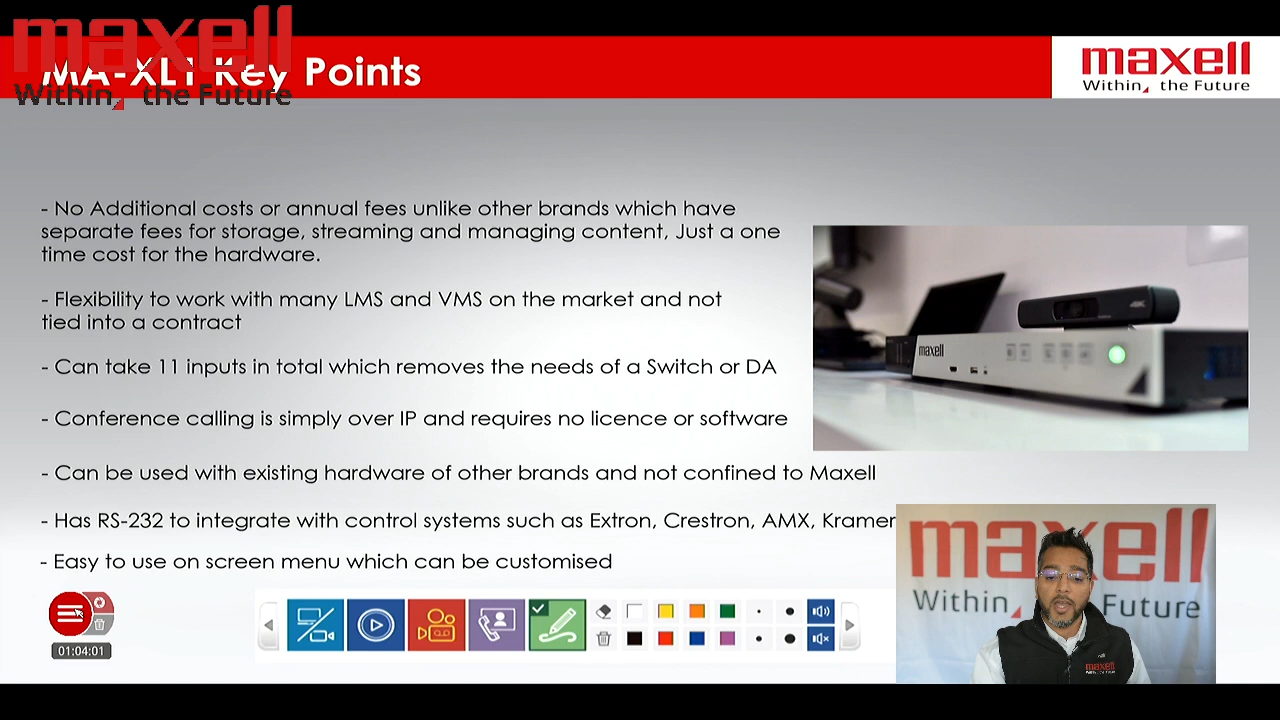 maxell
Within, the Future
MA-XL1 Key Points
maxell
Within, the Future
- No Additional costs or annual fees unlike other brands which have
separate fees for storage, streaming and managing content, Just a one
time cost for the hardware.
- Flexibility to work with many LMS and VMS on the market and not
tied into a contract
- Can take 11 inputs in total which removes the needs of a Switch or DA
- Conference calling is simply over IP and requires no licence or software
- Can be used with existing hardware of other brands and not confined to Maxell
- Has RS-232 to integrate with control systems such as Extron, Crestron, AMX, Kramer
- Easy to use on screen menu which can be customised
maxell
4K
01:04:01
maxell
Within, Future
maxell